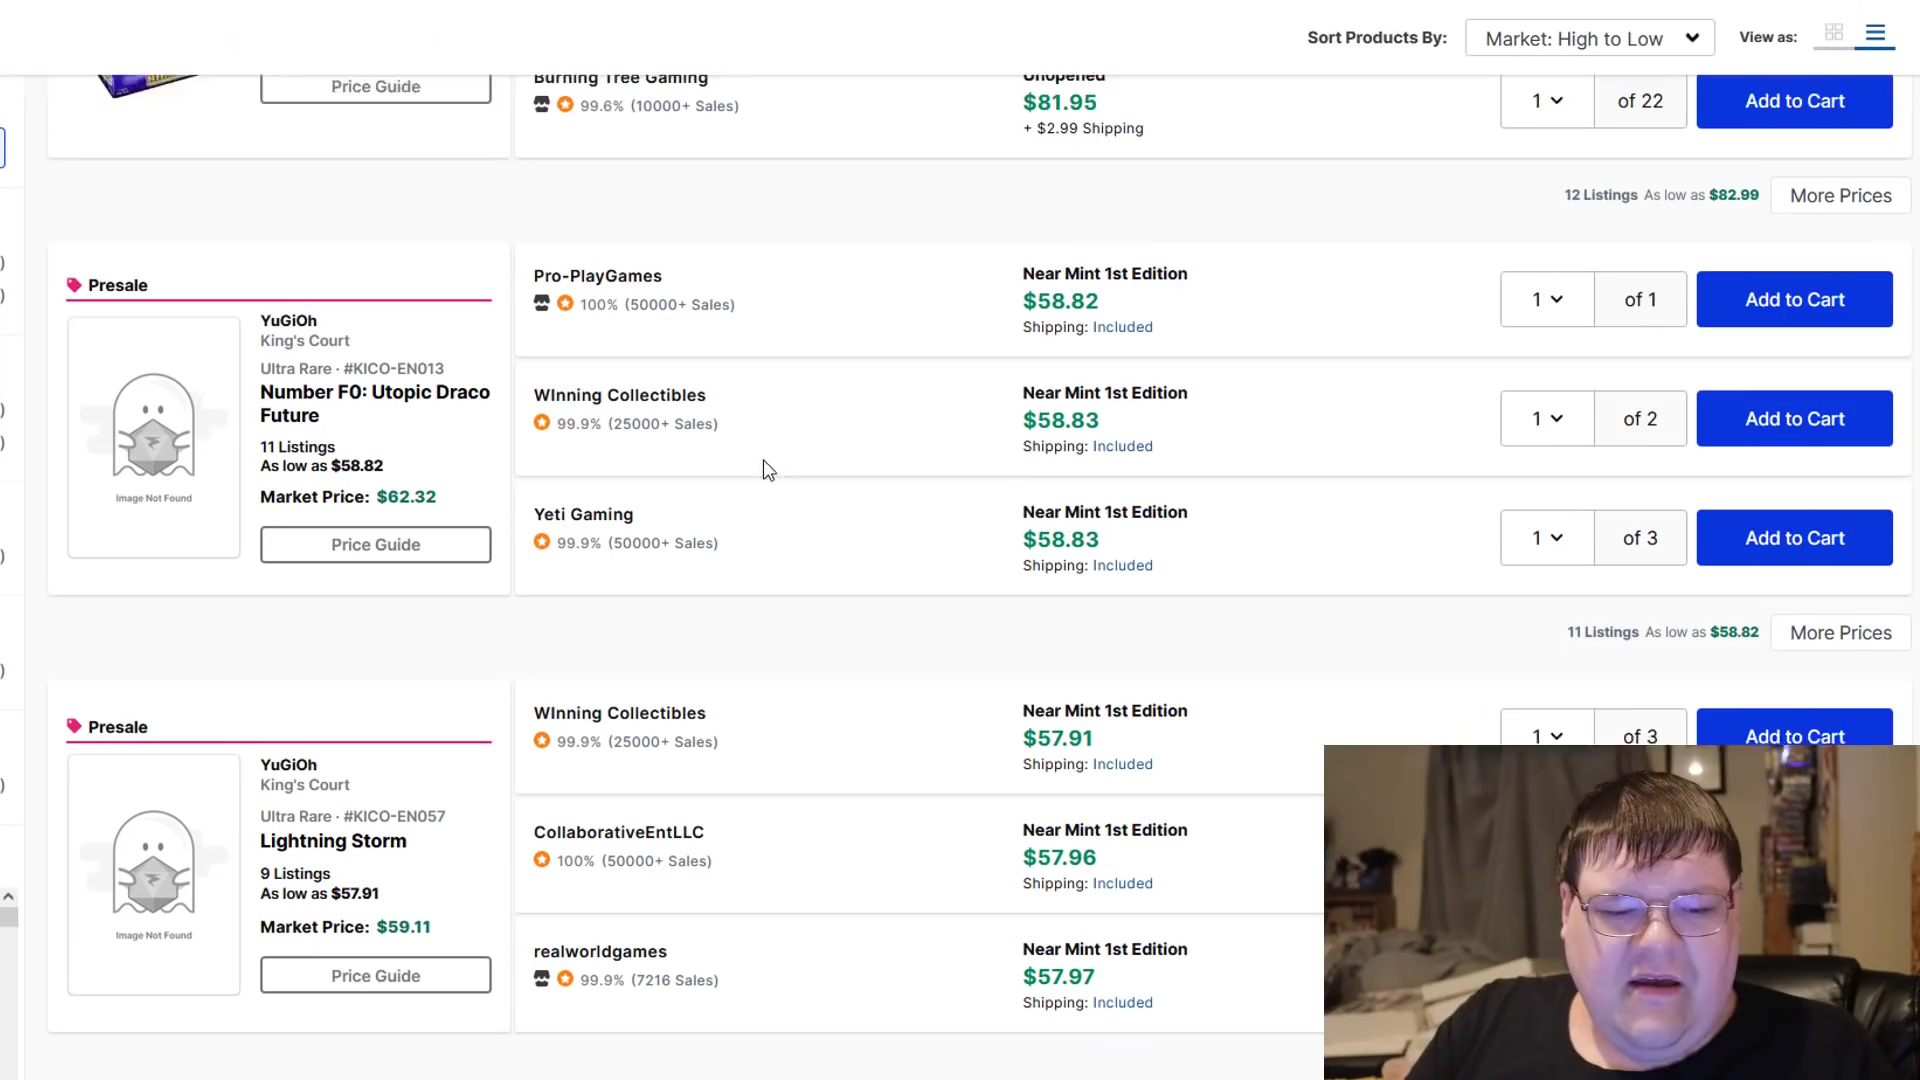 Sort Products By:
Market: High to Low
View as:
Price Guide
Burning Tree Gaming
99.6% (10000+ Sales)
Unopened
$81.95
+ $2.99 Shipping
1
of 22
Add to Cart
12 Listings As low as $82.99
More Prices
Presale
YuGiOh
King's Court
Ultra Rare · #KICO-EN013
Number F0: Utopic Draco
Future
11 Listings
As low as $58.82
Market Price: $62.32
Price Guide
Image Not Found
Pro-PlayGames
100% (50000+ Sales)
Near Mint 1st Edition
$58.82
Shipping: Included
1
of 1
Add to Cart
WInning Collectibles
99.9% (25000+ Sales)
Near Mint 1st Edition
$58.83
Shipping: Included
1
of 2
Add to Cart
Yeti Gaming
99.9% (50000+ Sales)
Near Mint 1st Edition
$58.83
Shipping: Included
1
of 3
Add to Cart
11 Listings As low as $58.82
More Prices
Presale
YuGiOh
King's Court
Ultra Rare · #KICO-EN057
Lightning Storm
9 Listings
As low as $57.91
Market Price: $59.11
Price Guide
Image Not Found
WInning Collectibles
99.9% (25000+ Sales)
Near Mint 1st Edition
$57.91
Shipping: Included
1
of 3
Add to Cart
CollaborativeEntLLC
100% (50000+ Sales)
Near Mint 1st Edition
$57.96
Shipping: Included
realworldgames
99.9% (7216 Sales)
Near Mint 1st Edition
$57.97
Shipping: Included